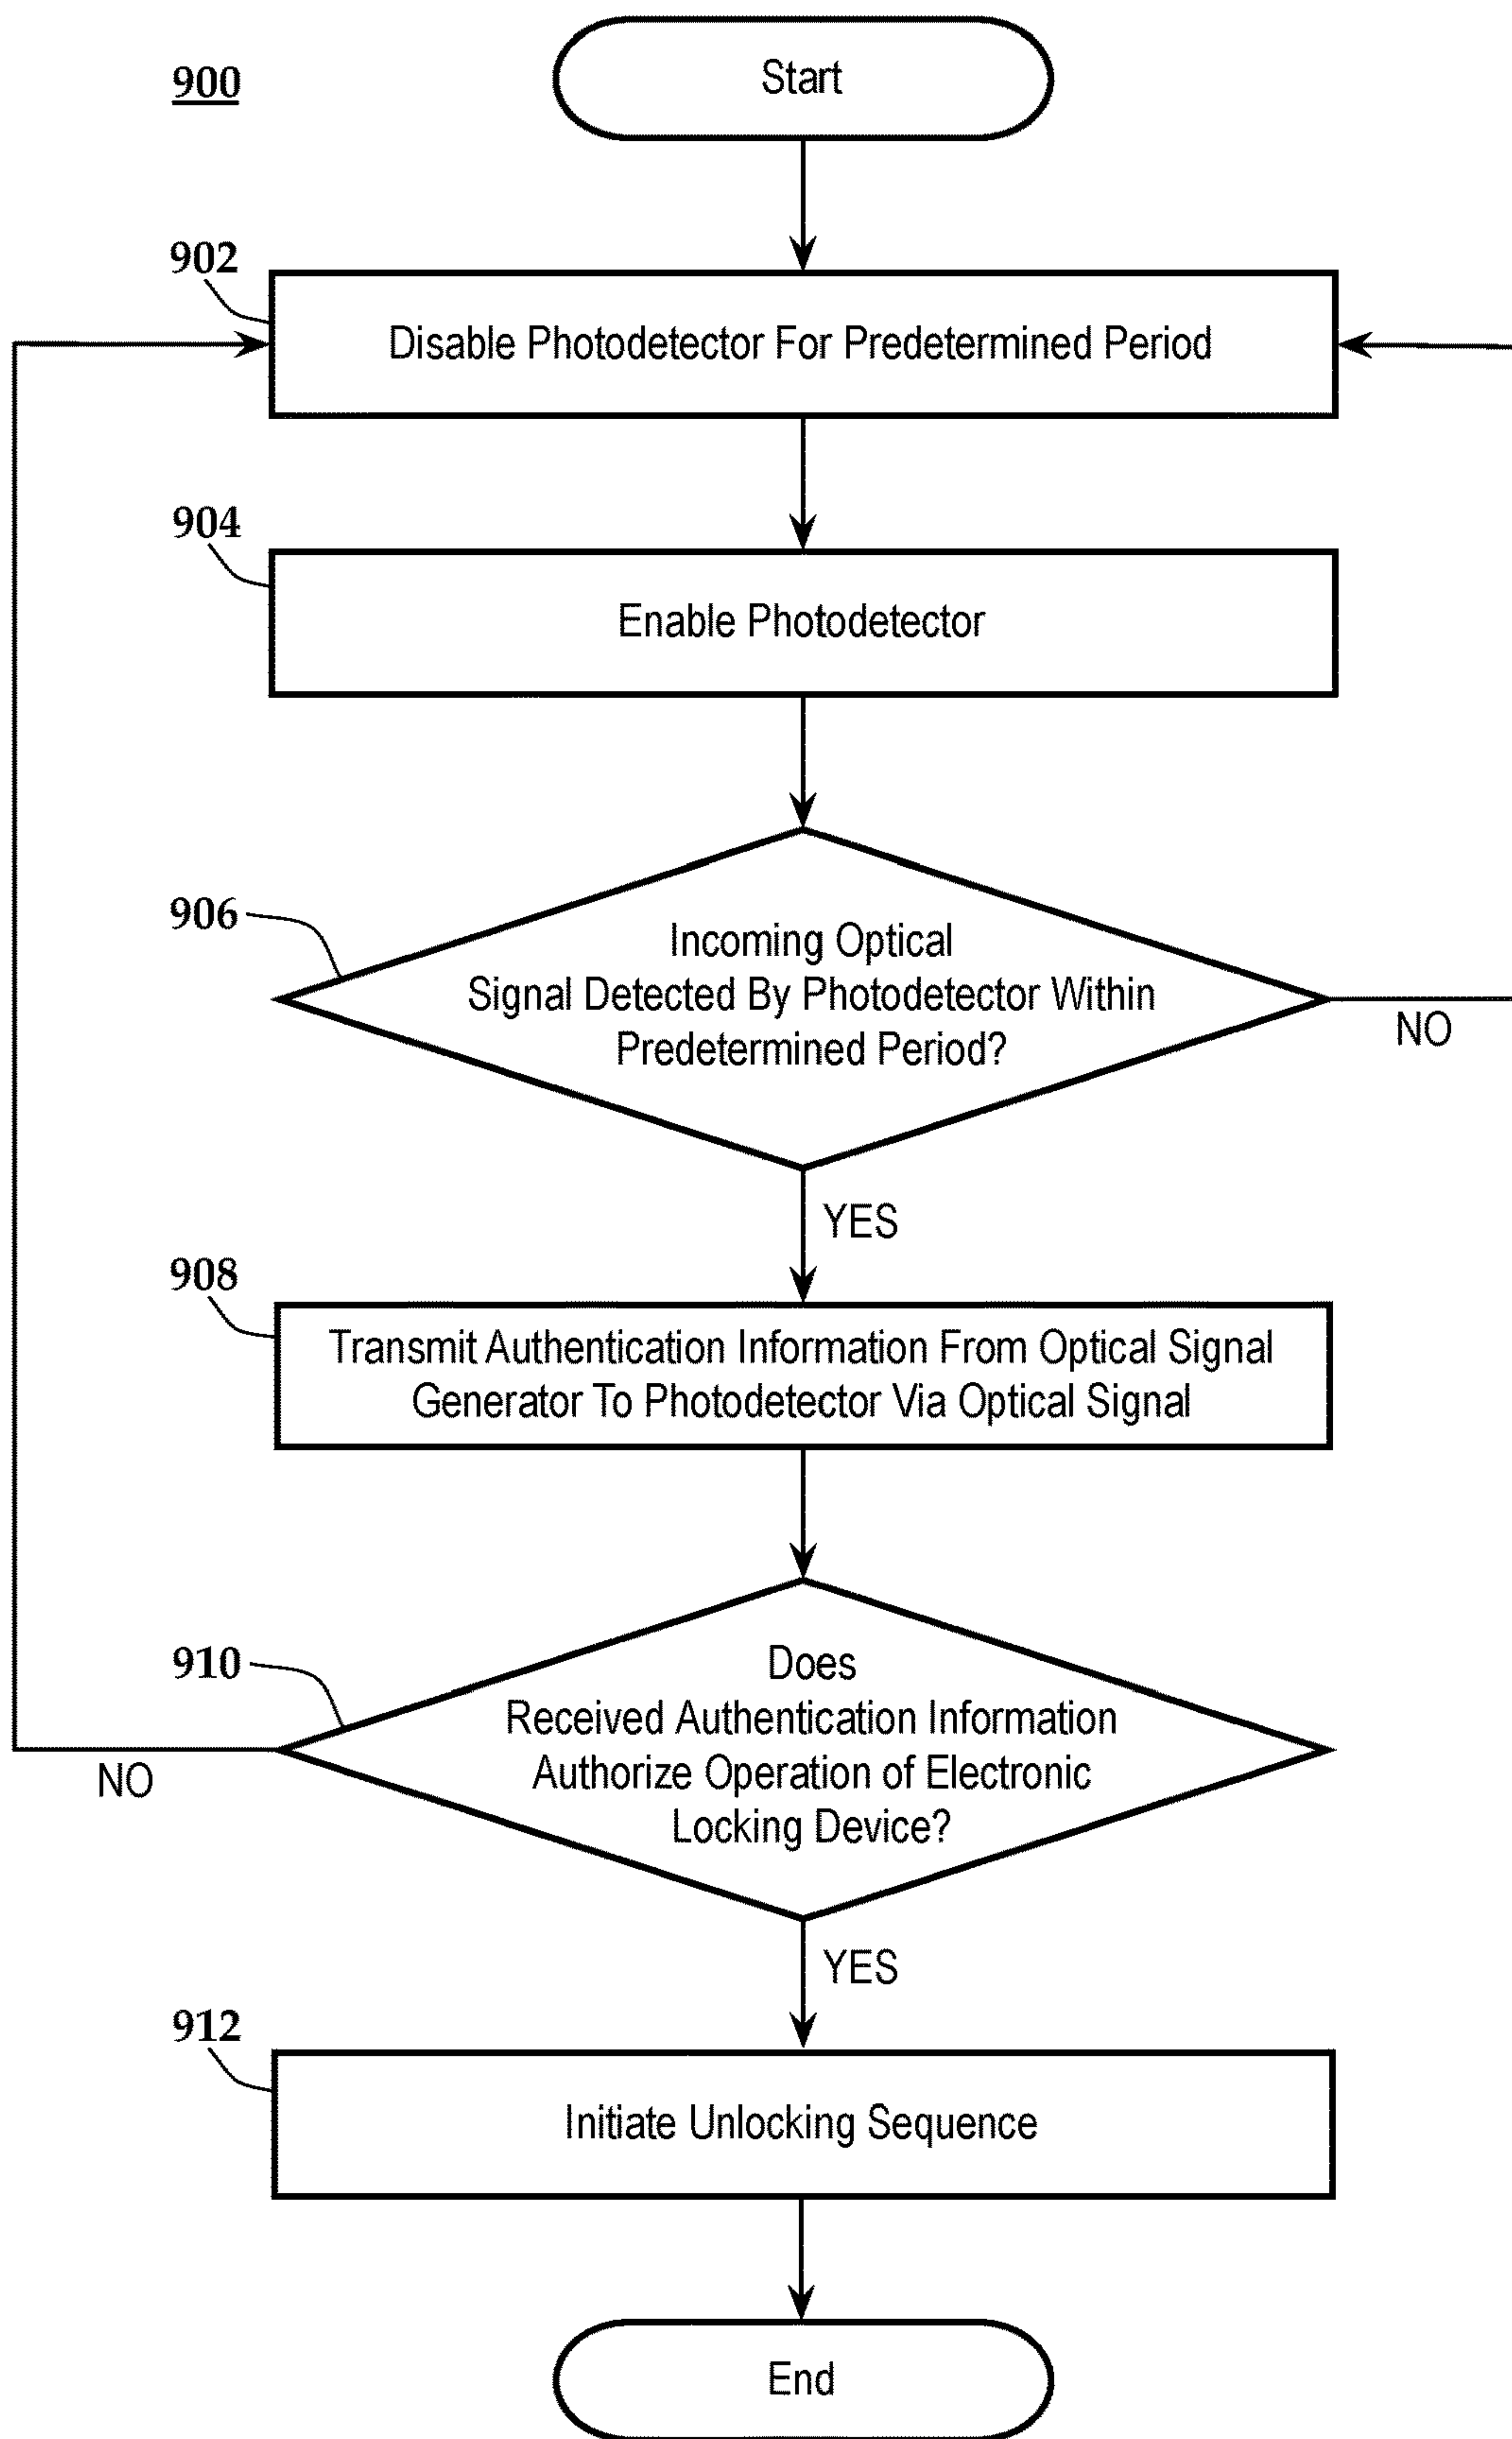 900
Start
902
Disable Photodetector For Predetermined Period
904
Enable Photodetector
906
Incoming Optical
Signal Detected By Photodetector Within
Predetermined Period?
NO
YES
908
Transmit Authentication Information From Optical Signal
Generator To Photodetector Via Optical Signal
910
Does
Received Authentication Information
Authorize Operation of Electronic
Locking Device?
NO
YES
912
Initiate Unlocking Sequence
End